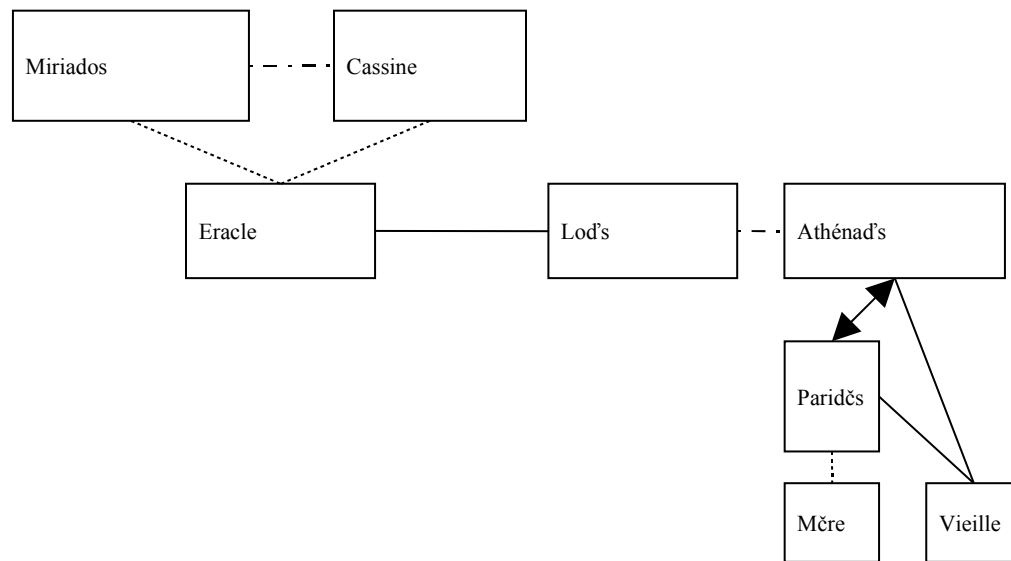 Miriados
Cassine
Eracle
Loďs
Athénaďs
Paridčs
Mčre
Vieille